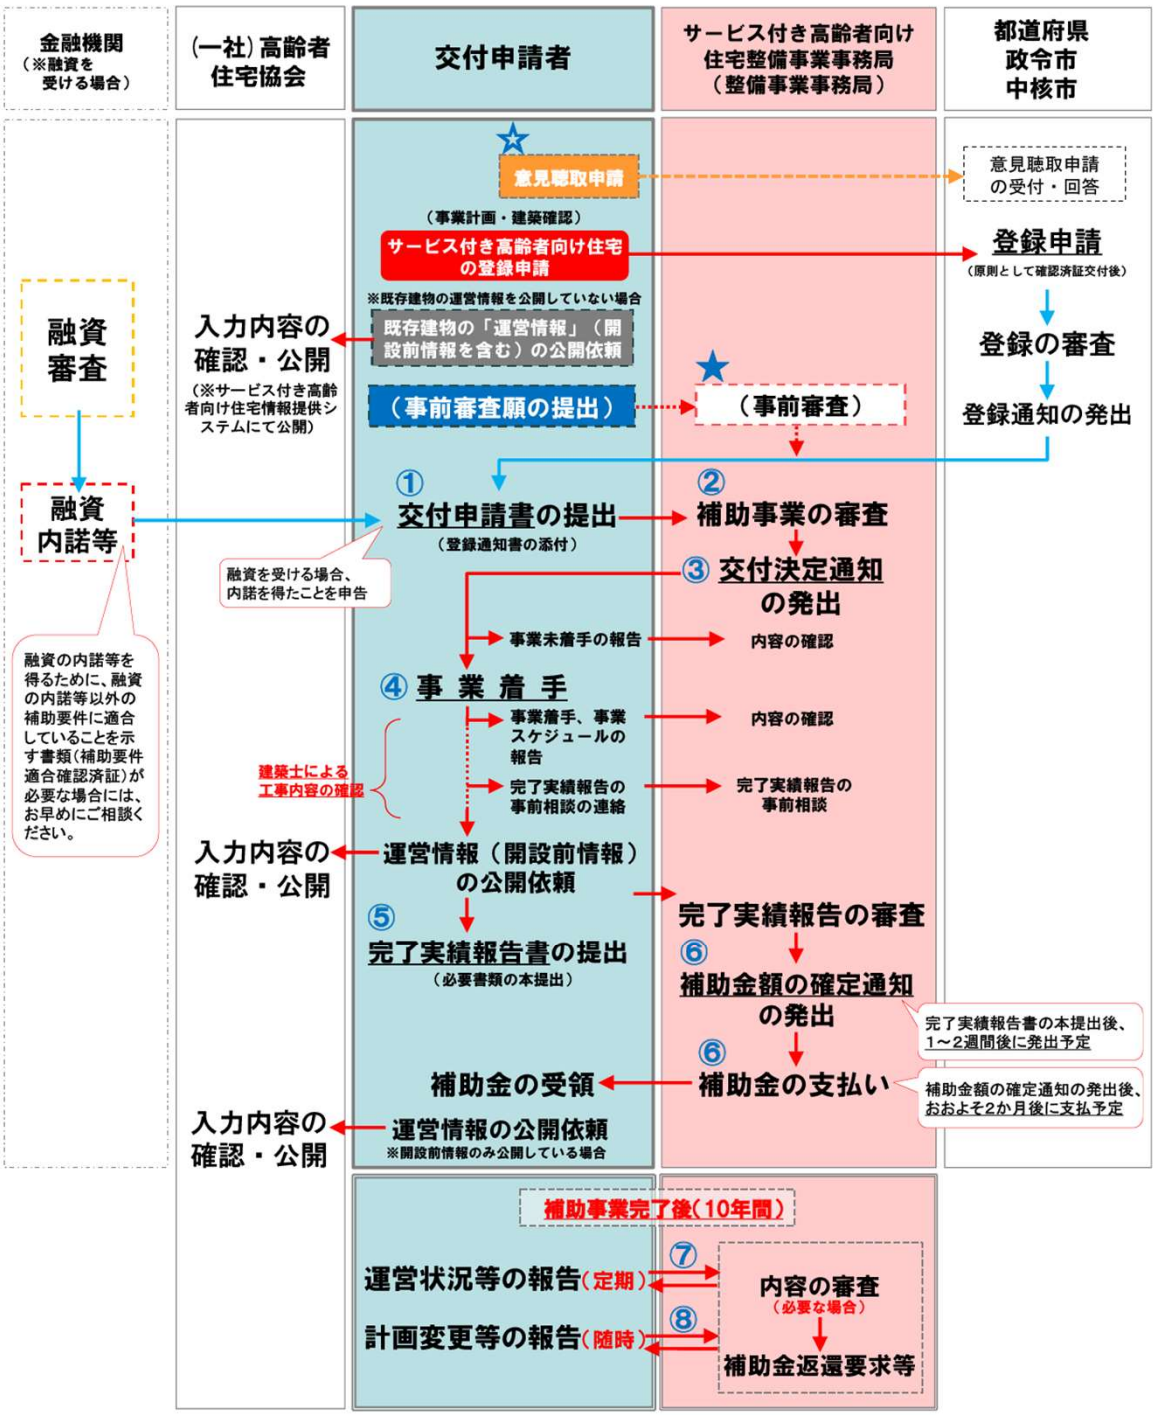 金融機関
(※融資を
受ける場合)
(一社)高齢者
住宅協会
交付申請者
サービス付き高齢者向け
住宅整備事業事務局
(整備事業事務局)
都道府県
政令市
中核市
意見聴取申請
意見聴取申請
の受付・回答
(事業計画・建築確認)
サービス付き高齢者向け住宅
の登録申請
登録申請
(原則として確認済証交付後)
※既存建物の運営情報を公開していない場合
既存建物の「運営情報」(開
設前情報を含む)の公開依頼
入力内容の
確認・公開
(※サービス付き高齢
者向け住宅情報提供シ
ステムにて公開)
融資
審査
登録の審査
(事前審査願の提出)
(事前審査)
登録通知の発出
融資
内諾等
①
交付申請書の提出
(登録通知書の添付)
②
補助事業の審査
融資を受ける場合、
内諾を得たことを申告
③ 交付決定通知
の発出
事業未着手の報告
内容の確認
融資の内諾等を
得るために、融資
の内諾等以外の
補助要件に適合
していることを示
す書類(補助要件
適合確認済証)が
必要な場合には、
お早めにご相談く
ださい。
④ 事 業 着 手
事業着手、事業
スケジュールの
報告
内容の確認
建築士による
工事内容の確認
完了実績報告の
事前相談の連絡
完了実績報告の
事前相談
入力内容の
確認・公開
運営情報(開設前情報)
の公開依頼
⑤
完了実績報告書の提出
(必要書類の本提出)
完了実績報告の審査
⑥
補助金額の確定通知
の発出
完了実績報告書の本提出後、
1～2週間後に発出予定
⑥
補助金の受領
補助金の支払い
補助金額の確定通知の発出後、
おおよそ2か月後に支払予定
入力内容の
確認・公開
運営情報の公開依頼
※開設前情報のみ公開している場合
補助事業完了後(10年間)
運営状況等の報告(定期)
⑦
内容の審査
(必要な場合)
計画変更等の報告(随時)
⑧
補助金返還要求等